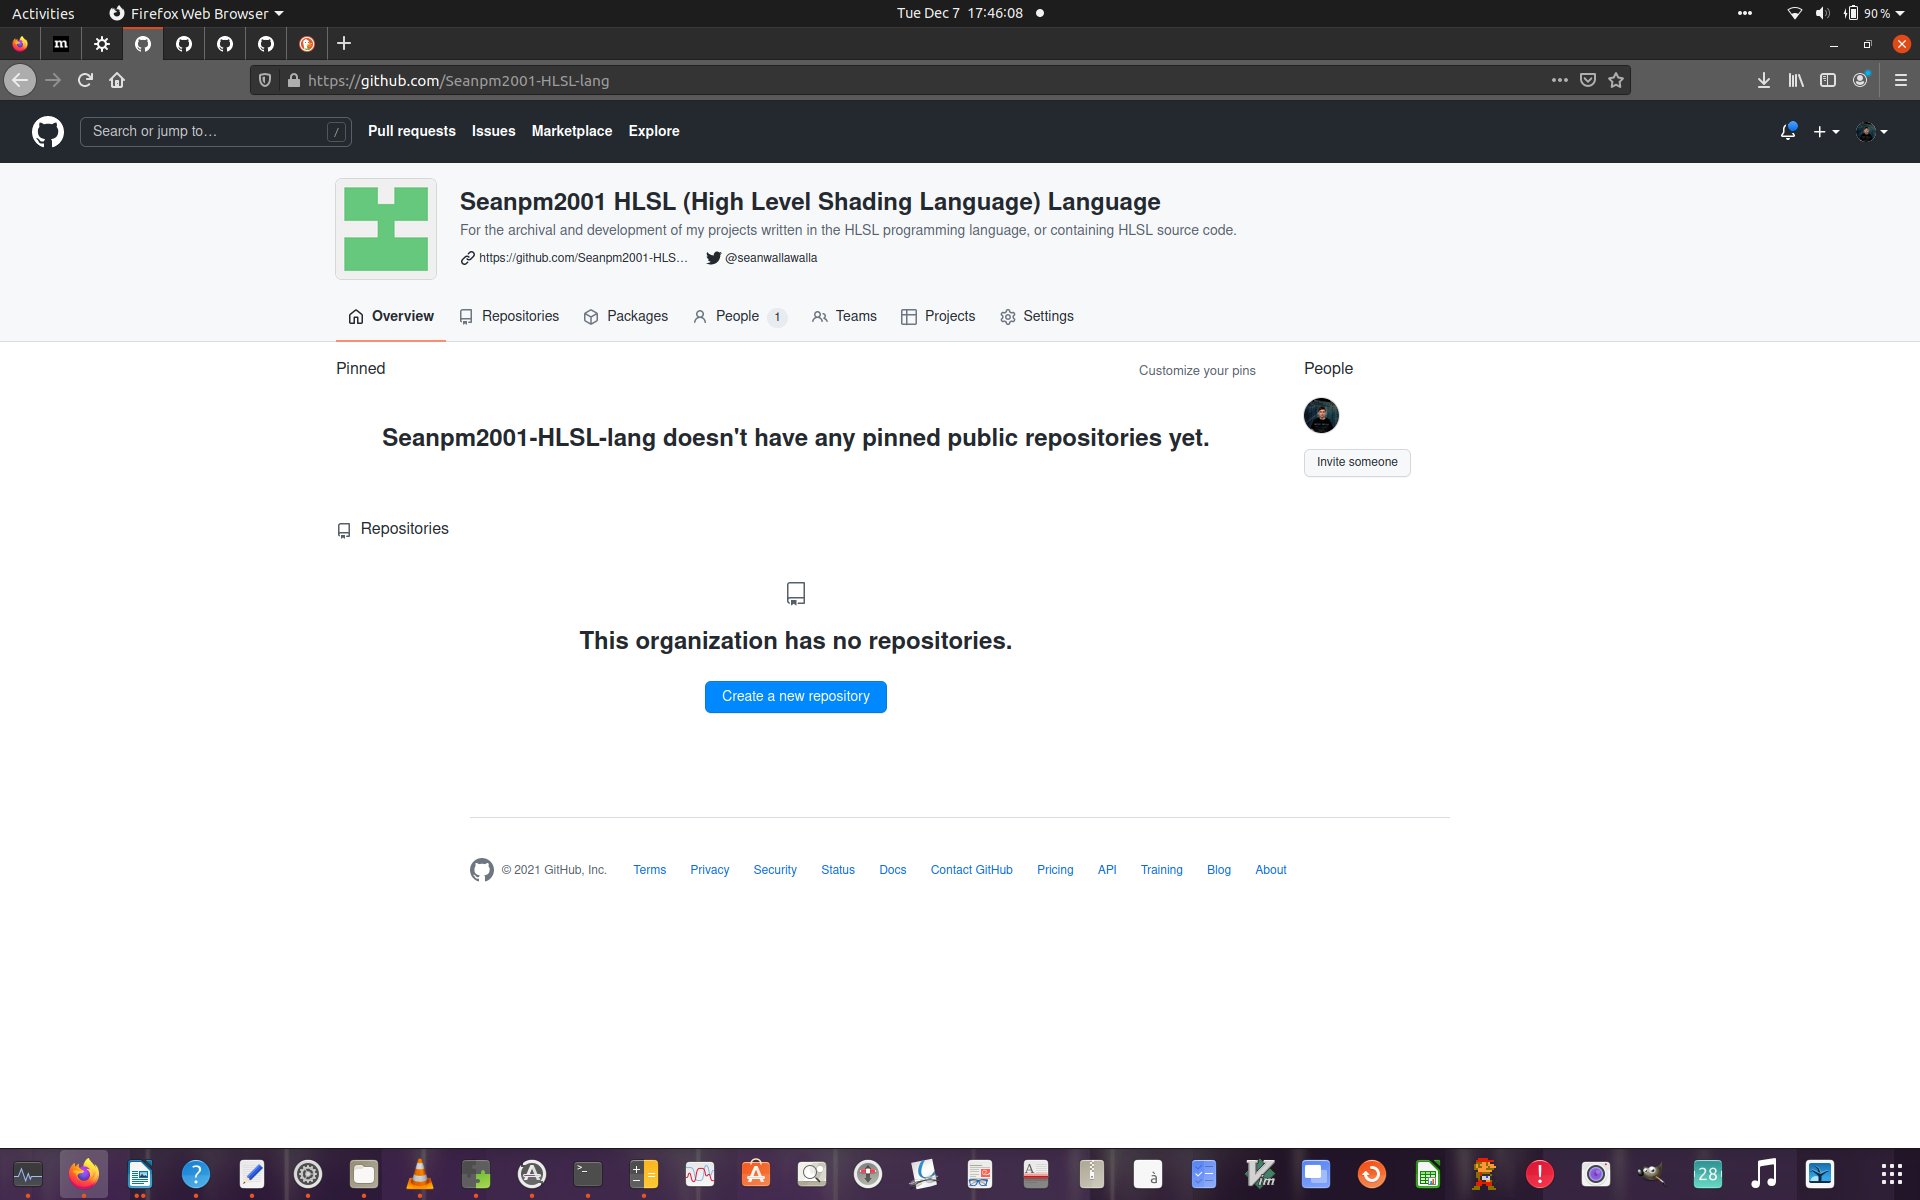 Activities Firefox Web Browser Tue Dec 7 17:46:08 90 %
m
https://github.com/Seanpm2001-HLSL-lang
Search or jump to… / Pull requests Issues Marketplace Explore
Seanpm2001 HLSL (High Level Shading Language) Language
For the archival and development of my projects written in the HLSL programming language, or containing HLSL source code.
https://github.com/Seanpm2001-HLS… @seanwallawalla
Overview Repositories Packages People 1 Teams Projects Settings
Pinned Customize your pins People
Seanpm2001-HLSL-lang doesn't have any pinned public repositories yet.
Invite someone
Repositories
This organization has no repositories.
Create a new repository
© 2021 GitHub, Inc. Terms Privacy Security Status Docs Contact GitHub Pricing API Training Blog About
28